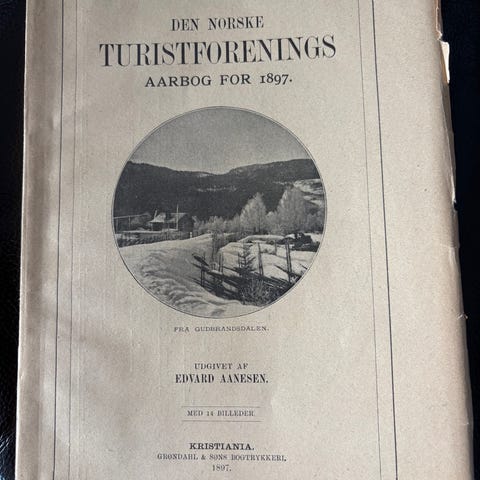 DEN NORSKE
TURISTFORENINGS
AARBOG FOR 1897.
FRA GUDBRANDSDALEN.
UDGIVET AF
EDVARD AANESEN.
MED 14 BILLEDER.
KRISTIANIA.
GRØNDAHL & SØNS BOGTRYKKERI.
1897.